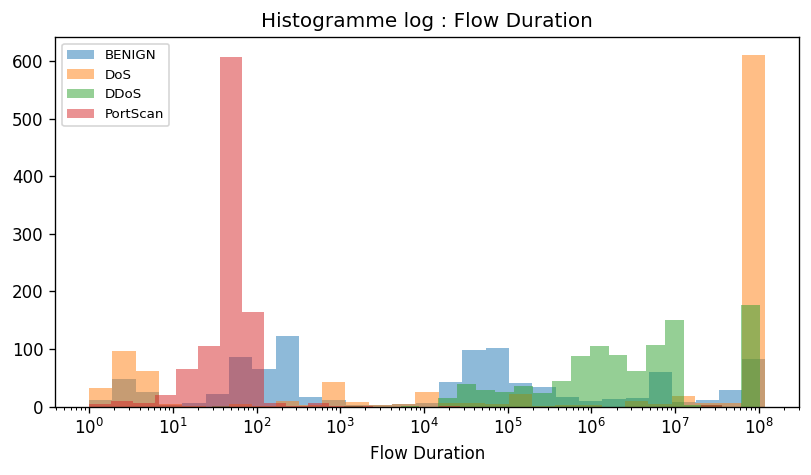 Histogramme log : Flow Duration
BENIGN
DoS
DDoS
PortScan
600
500
400
300
200
100
0
10⁰ 10¹ 10² 10³ 10⁴ 10⁵ 10⁶ 10⁷ 10⁸
Flow Duration